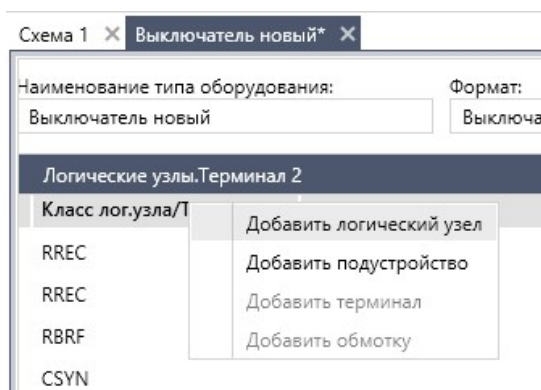 Схема 1 Выключатель новый*
Наименование типа оборудования: Формат:
Выключатель новый Выключа
Логические узлы.Терминал 2
Класс лог.узла/Т
Добавить логический узел
RREC
Добавить подустройство
RREC
Добавить терминал
RBRF
Добавить обмотку
CSYN